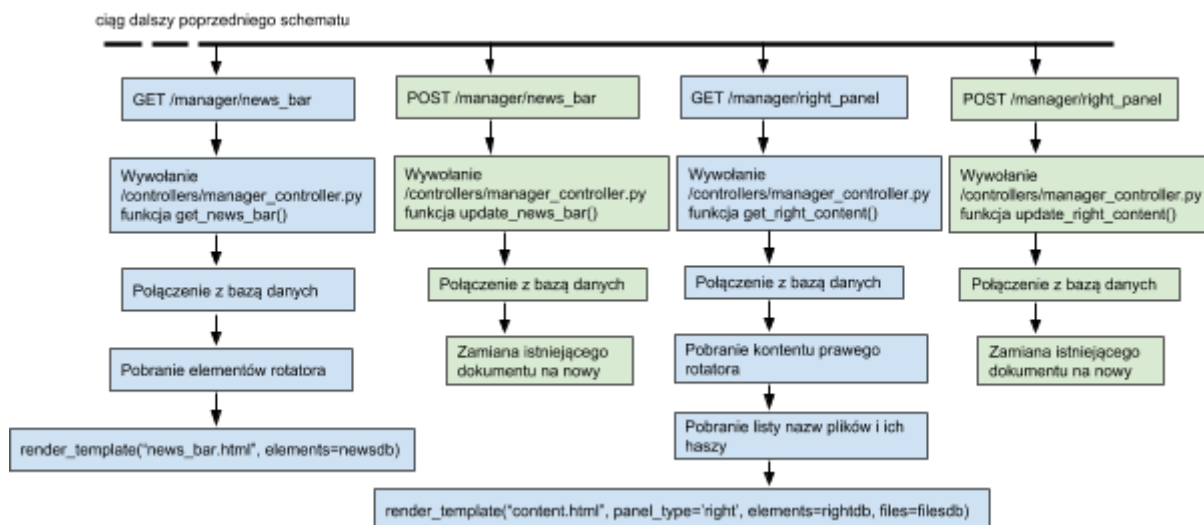 ciąg dalszy poprzedniego schematu
GET /manager/news_bar
POST /manager/news_bar
GET /manager/right_panel
POST /manager/right_panel
Wywołanie
/controllers/manager_controller.py
funkcja get_news_bar()
Wywołanie
/controllers/manager_controller.py
funkcja update_news_bar()
Wywołanie
/controllers/manager_controller.py
funkcja get_right_content()
Wywołanie
/controllers/manager_controller.py
funkcja update_right_content()
Połączenie z bazą danych
Połączenie z bazą danych
Połączenie z bazą danych
Połączenie z bazą danych
Pobranie elementów rotatora
Zamiana istniejącego
dokumentu na nowy
Pobranie kontentu prawego
rotatora
Zamiana istniejącego
dokumentu na nowy
render_template("news_bar.html", elements=newsdb)
Pobranie listy nazw plików i ich
haszy
render_template("content.html", panel_type='right', elements=rightdb, files=filesdb)